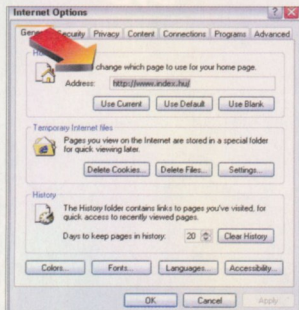 Internet Options
General Security Privacy Content Connections Programs Advanced
change which page to use for your home page.
Address: http://www.index.hu/
Use Current Use Default Use Blank
Temporary Internet files
Pages you view on the Internet are stored in a special folder
for quick viewing later.
Delete Cookies... Delete Files... Settings...
History
The History folder contains links to pages you've visited, for
quick access to recently viewed pages.
Days to keep pages in history: 20 Clear History
Colors... Fonts... Languages... Accessibility...
OK Cancel Apply